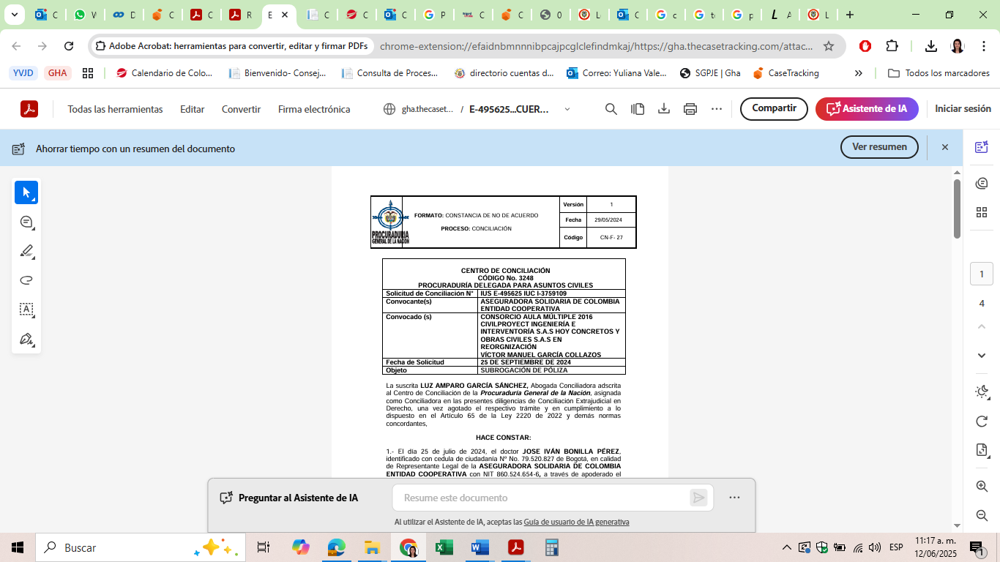 C
V
D
C
C
R
E
C
C
C
P
C
C
0
L
C
c
t
p
A
L
Adobe Acrobat: herramientas para convertir, editar y firmar PDFs
chrome-extension://efaidnbmnnnibpcajpcglclefindmkaj/https://gha.thecasetracking.com/attac...
YVJD
GHA
Calendario de Colo...
Bienvenido- Consej...
Consulta de Proces...
directorio cuentas d...
Correo: Yuliana Vale...
SGPJE | Gha
CaseTracking
»
Todos los marcadores
Todas las herramientas
Editar
Convertir
Firma electrónica
gha.thecaset... / E-495625...CUER...
Compartir
Asistente de IA
Iniciar sesión
Ahorrar tiempo con un resumen del documento
Ver resumen
PROCURADURIA
GENERAL DE LA NACION
FORMATO: CONSTANCIA DE NO DE ACUERDO
PROCESO: CONCILIACIÓN
Versión 1
Fecha 29/05/2024
Código CN-F- 27
CENTRO DE CONCILIACIÓN
CÓDIGO No. 3248
PROCURADURÍA DELEGADA PARA ASUNTOS CIVILES
Solicitud de Conciliación N° IUS E-495625 IUC I-3759109
Convocante(s) ASEGURADORA SOLIDARIA DE COLOMBIA
ENTIDAD COOPERATIVA
Convocado (s) CONSORCIO AULA MÚLTIPLE 2016
CIVILPROYECT INGENIERÍA E
INTERVENTORÍA S.A.S HOY CONCRETOS Y
OBRAS CIVILES S.A.S EN
REORGNIZACIÓN
VÍCTOR MANUEL GARCÍA COLLAZOS
Fecha de Solicitud 25 DE SEPTIEMBRE DE 2024
Objeto SUBROGACIÓN DE PÓLIZA
La suscrita LUZ AMPARO GARCÍA SÁNCHEZ, Abogada Conciliadora adscrita
al Centro de Conciliación de la Procuraduría General de la Nación, asignada
como Conciliadora en las presentes diligencias de Conciliación Extrajudicial en
Derecho, una vez agotado el respectivo trámite y en cumplimiento a lo
dispuesto en el Artículo 65 de la Ley 2220 de 2022 y demás normas
concordantes,
HACE CONSTAR:
1.- El día 25 de julio de 2024, el doctor JOSE IVÁN BONILLA PÉREZ,
identificado con cedula de ciudadanía Nº No. 79.520.827 de Bogotá, en calidad
de Representante Legal de la ASEGURADORA SOLIDARIA DE COLOMBIA
ENTIDAD COOPERATIVA con NIT 860.524.654-6, a través de apoderado el
1
4
Preguntar al Asistente de IA
Resume este documento
Al utilizar el Asistente de IA, aceptas las Guía de usuario de IA generativa
Buscar
ESP
11:17 a. m.
12/06/2025
1